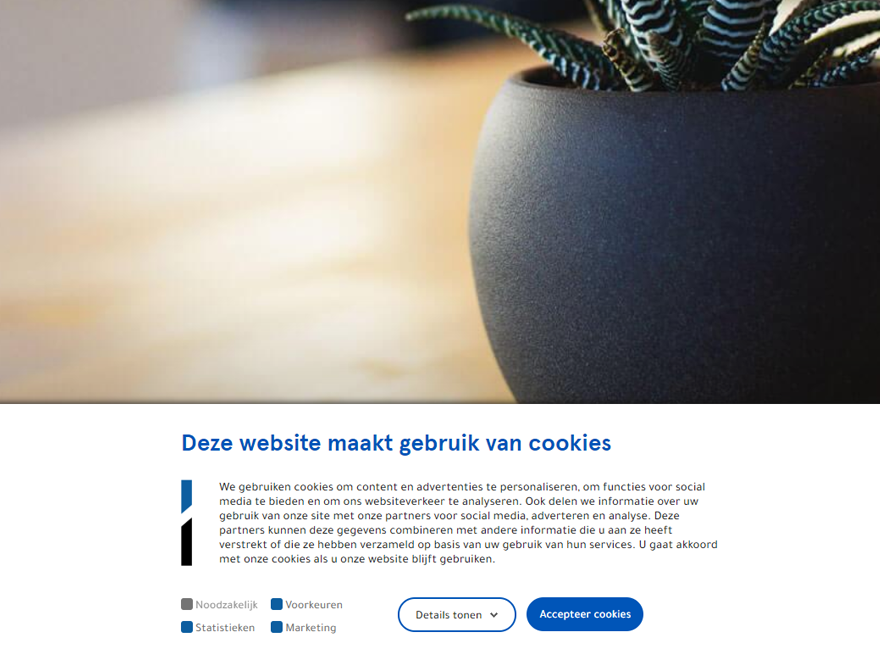 Deze website maakt gebruik van cookies
We gebruiken cookies om content en advertenties te personaliseren, om functies voor social
media te bieden en om ons websiteverkeer te analyseren. Ook delen we informatie over uw
gebruik van onze site met onze partners voor social media, adverteren en analyse. Deze
partners kunnen deze gegevens combineren met andere informatie die u aan ze heeft
verstrekt of die ze hebben verzameld op basis van uw gebruik van hun services. U gaat akkoord
met onze cookies als u onze website blijft gebruiken.
Noodzakelijk Voorkeuren
Statistieken Marketing
Details tonen
Accepteer cookies